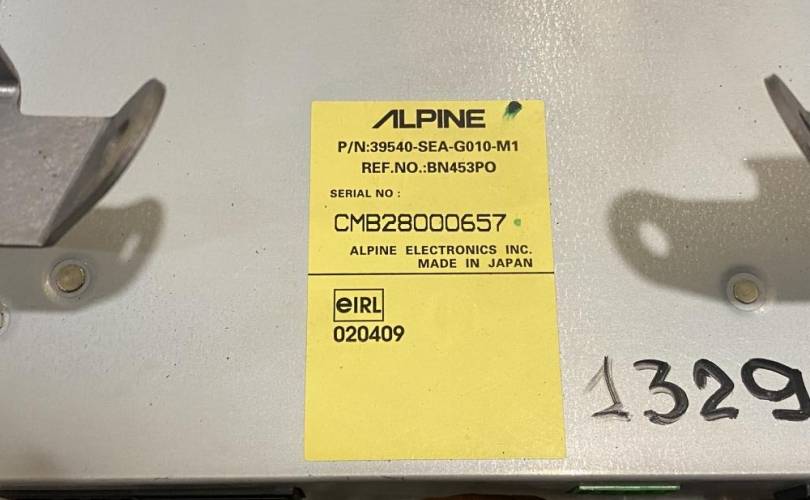 ALPINE
P/N:39540-SEA-G010-M1
REF.NO.:BN453PO
SERIAL NO :
CMB28000657
ALPINE ELECTRONICS INC.
MADE IN JAPAN
eIRL
020409
1329